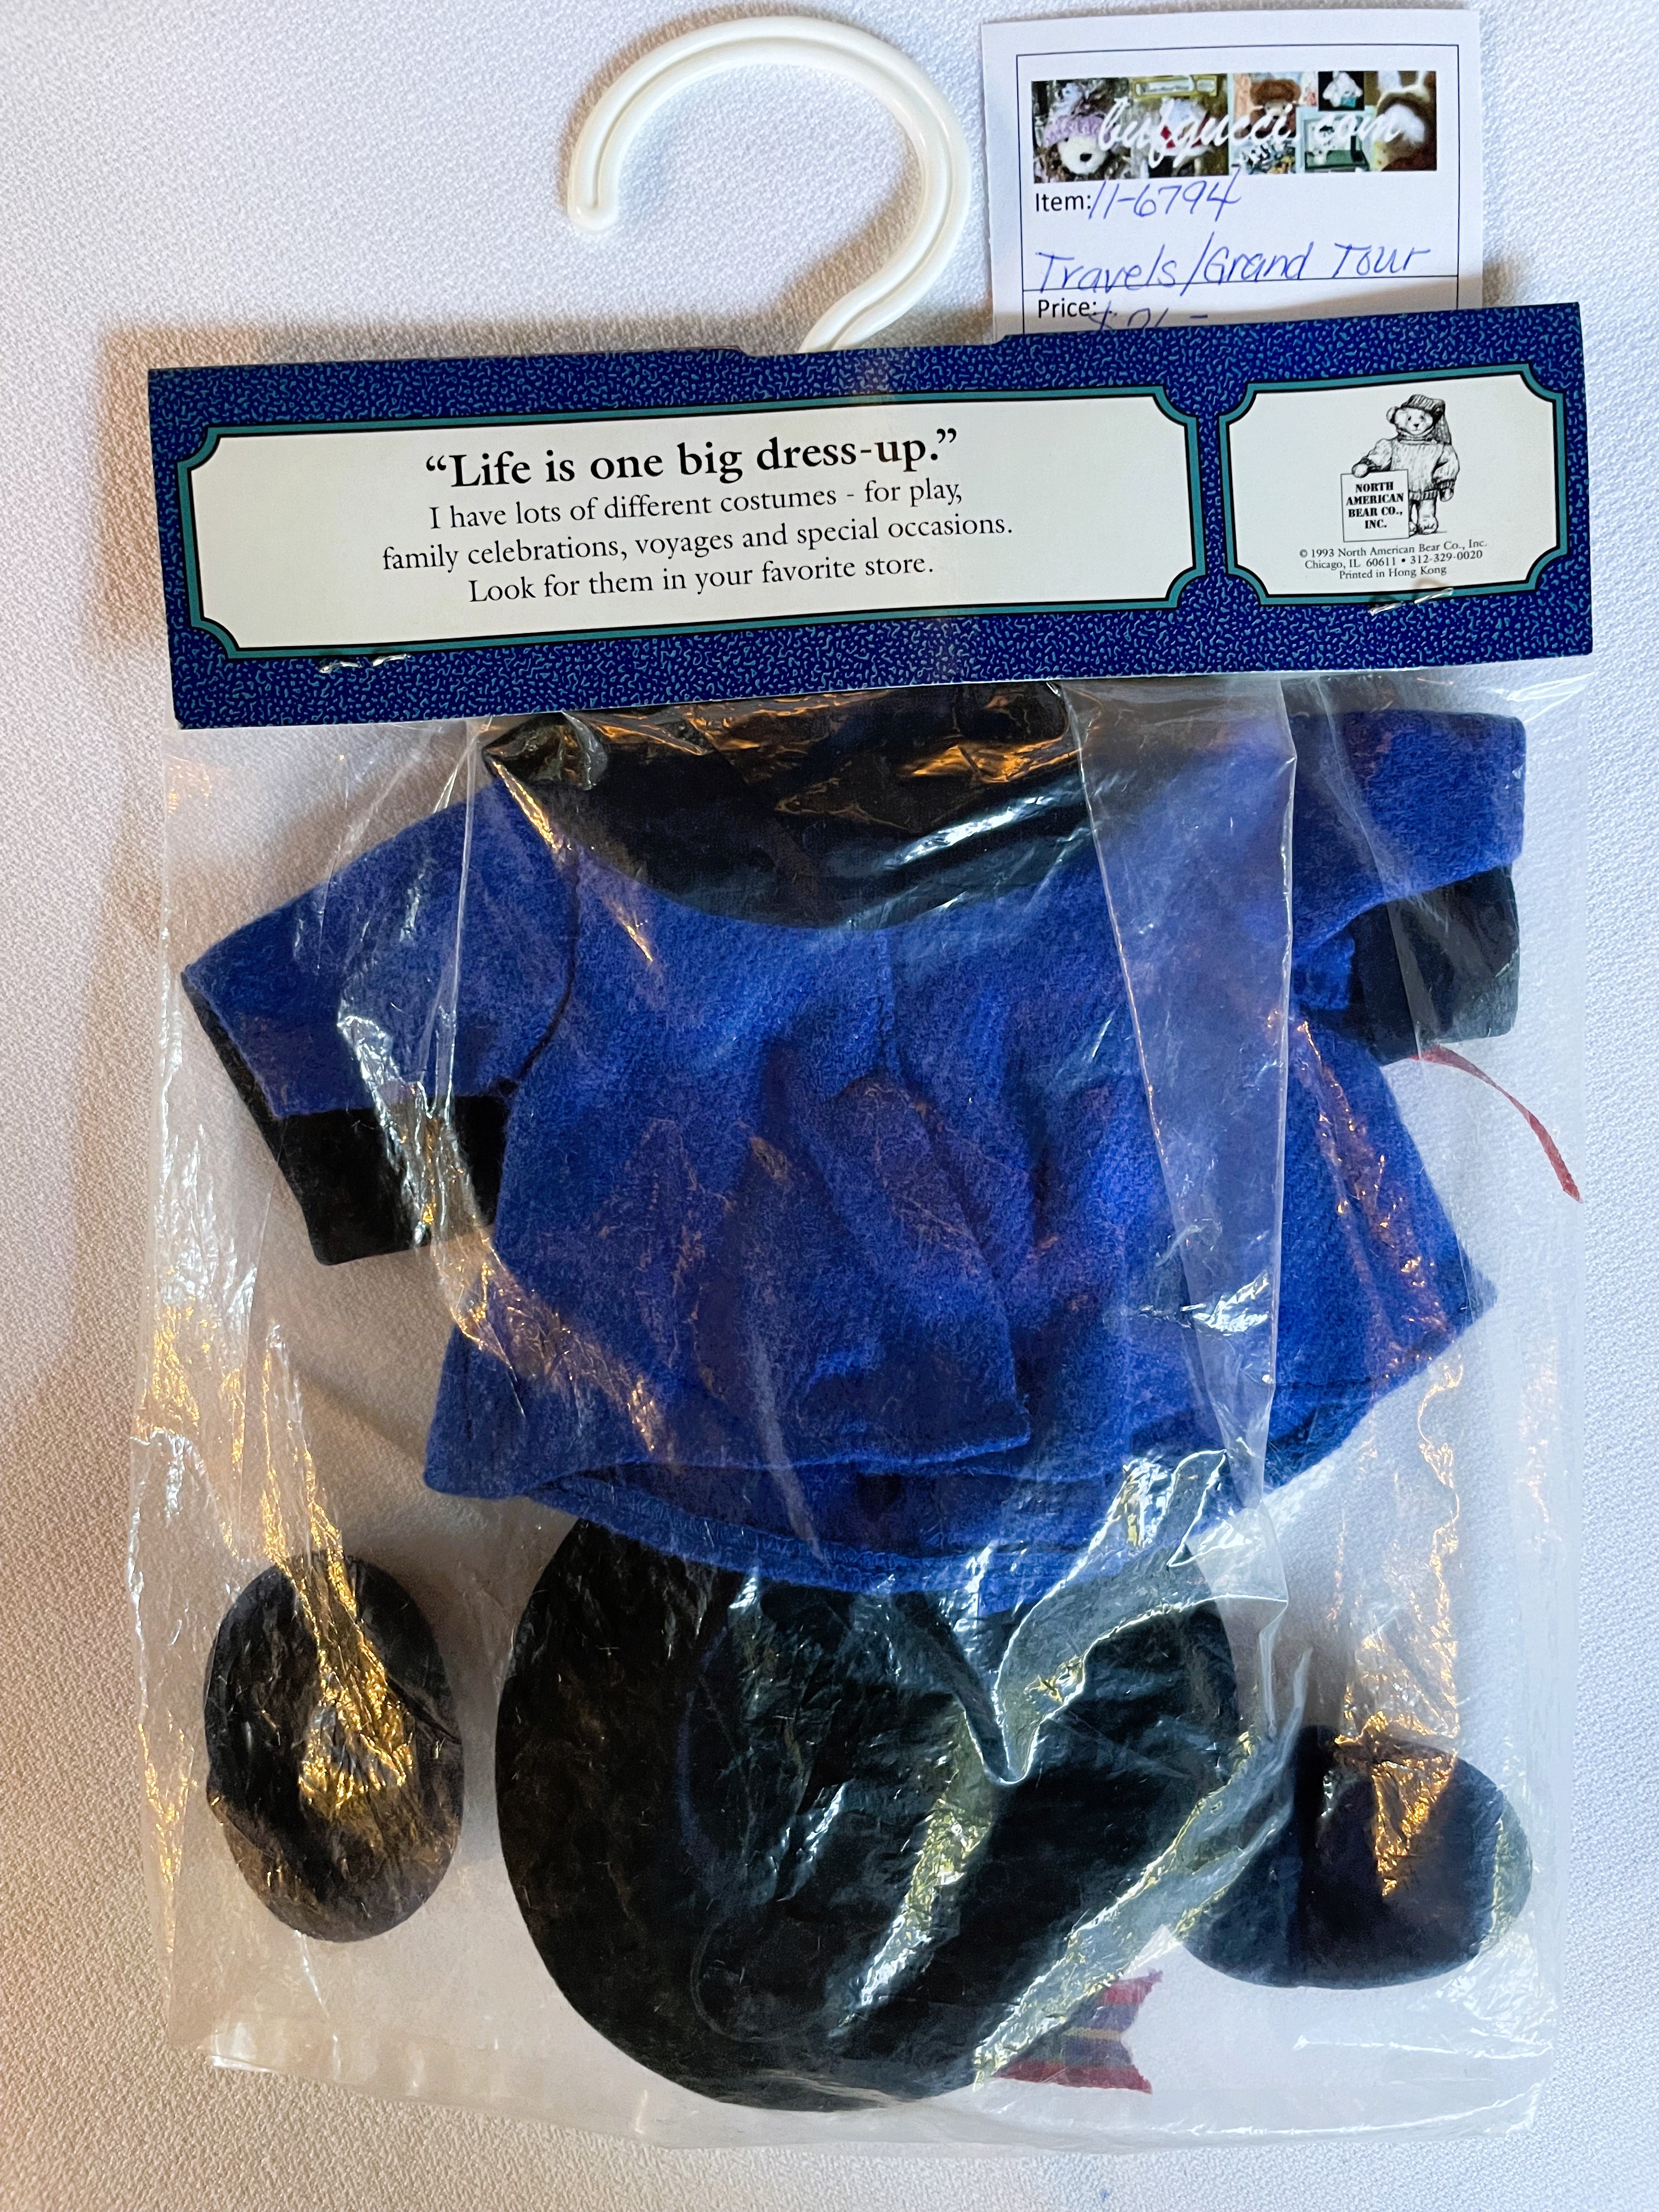 bufgucci.com
Item: 11-6794
Travels/Grand Tour
Price:
"Life is one big dress-up."
I have lots of different costumes - for play,
family celebrations, voyages and special occasions.
Look for them in your favorite store.
NORTH
AMERICAN
BEAR CO.,
INC.
© 1993 North American Bear Co., Inc.
Chicago, IL 60611 • 312-329-0020
Printed in Hong Kong